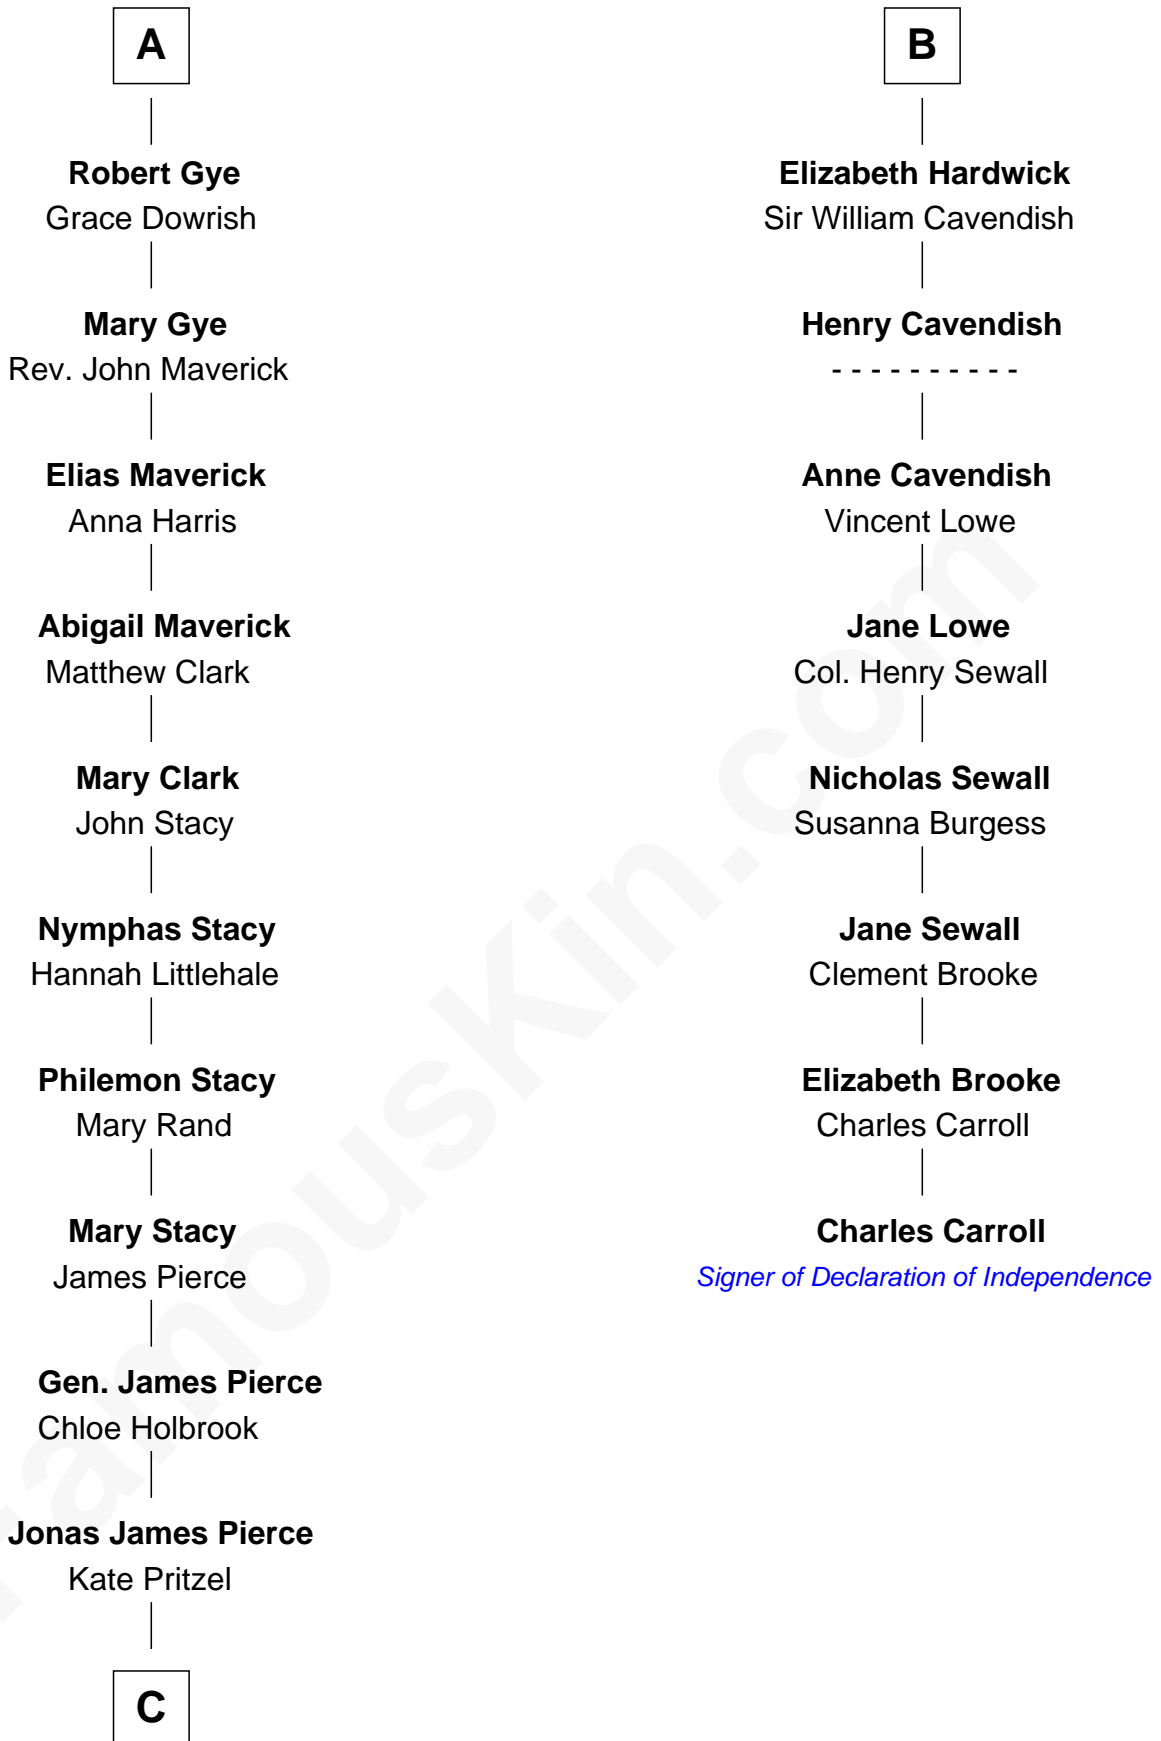 A
Robert Gye
Grace Dowrish
Mary Gye
Rev. John Maverick
Elias Maverick
Anna Harris
Abigail Maverick
Matthew Clark
Mary Clark
John Stacy
Nymphas Stacy
Hannah Littlehale
Philemon Stacy
Mary Rand
Mary Stacy
James Pierce
Gen. James Pierce
Chloe Holbrook
Jonas James Pierce
Kate Pritzel
C
B
Elizabeth Hardwick
Sir William Cavendish
Henry Cavendish
- - - - - - - - - -
Anne Cavendish
Vincent Lowe
Jane Lowe
Col. Henry Sewall
Nicholas Sewall
Susanna Burgess
Jane Sewall
Clement Brooke
Elizabeth Brooke
Charles Carroll
Charles Carroll
Signer of Declaration of Independence
FamousKin.com